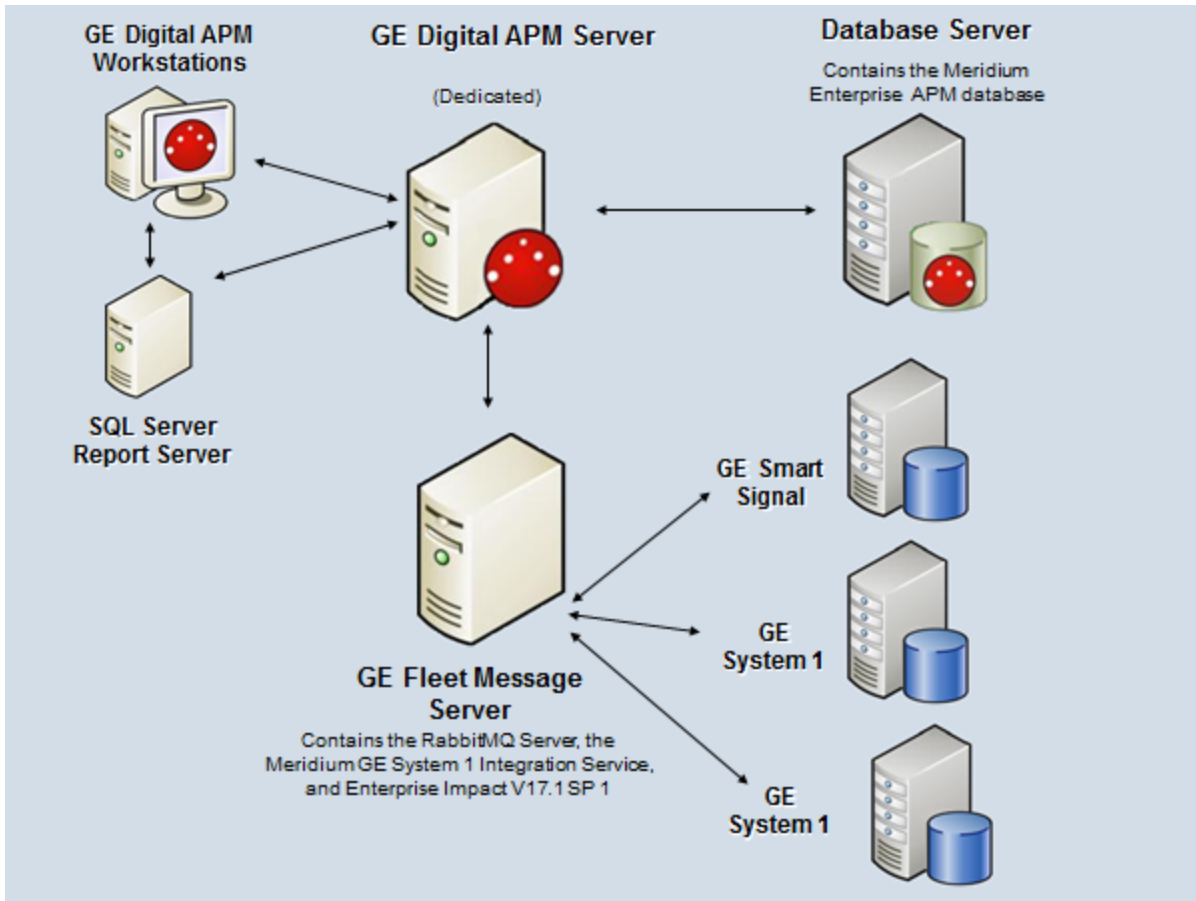 GE Digital APM
Workstations
GE Digital APM Server
(Dedicated)
Database Server
Contains the Meridium
Enterprise APM database
SQL Server
Report Server
GE Smart
Signal
GE
System 1
GE Fleet Message
Server
Contains the RabbitMQ Server, the
Meridium GE System 1 Integration Service,
and Enterprise Impact V17.1 SP 1
GE
System 1